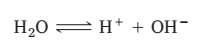 H₂O ⇌ H⁺ + OH⁻